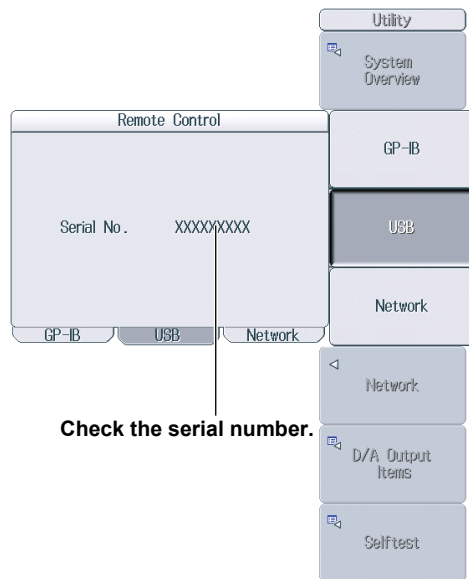 Utility
System
Overview
Remote Control
GP-IB
Serial No. XXXXXXXXX
USB
Network
GP-IB USB Network
Network
Check the serial number.
D/A Output
Items
Selftest